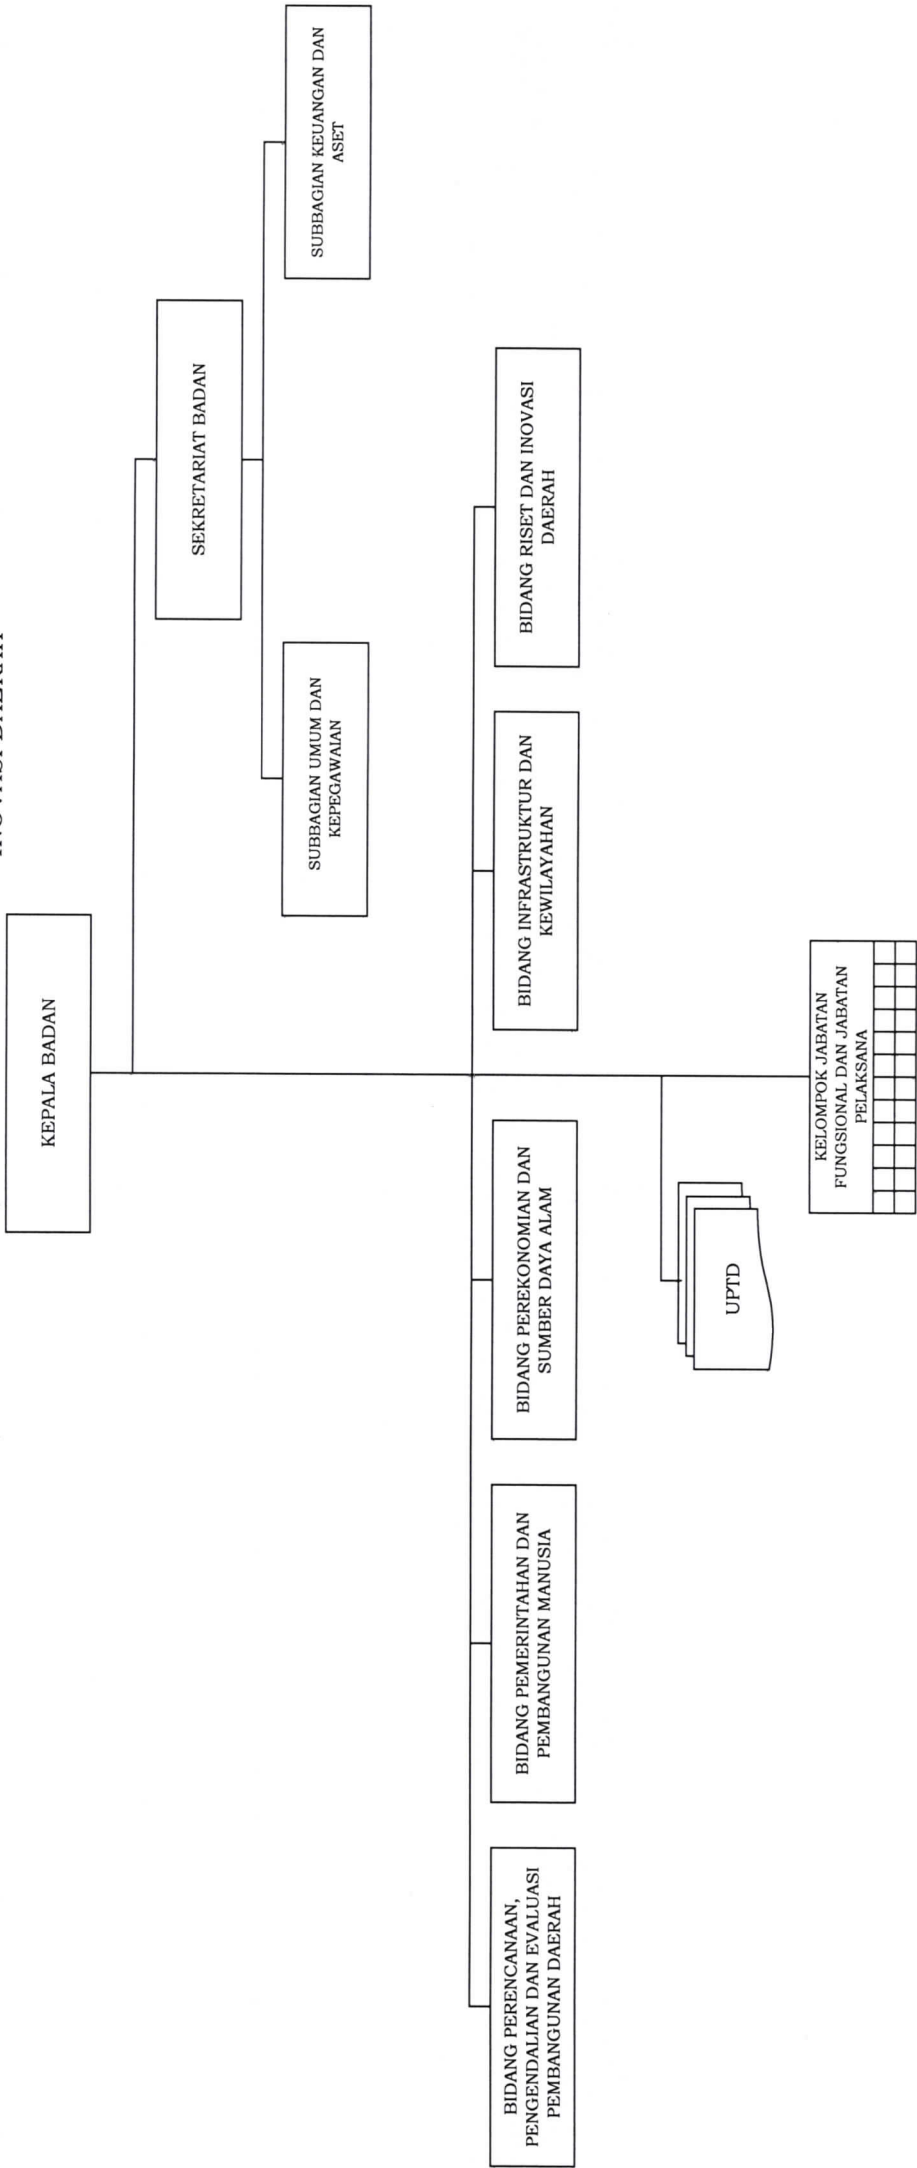 KEPALA BADAN
SEKRETARIAT BADAN
SUBBAGIAN UMUM DAN
KEPEGAWAIAN
SUBBAGIAN KEUANGAN DAN
ASET
BIDANG PERENCANAAN,
PENGENDALIAN DAN EVALUASI
PEMBANGUNAN DAERAH
BIDANG PEMERINTAHAN DAN
PEMBANGUNAN MANUSIA
BIDANG PEREKONOMIAN DAN
SUMBER DAYA ALAM
BIDANG INFRASTRUKTUR DAN
KEWILAYAHAN
BIDANG RISET DAN INOVASI
DAERAH
UPTD
KELOMPOK JABATAN
FUNGSIONAL DAN JABATAN
PELAKSANA